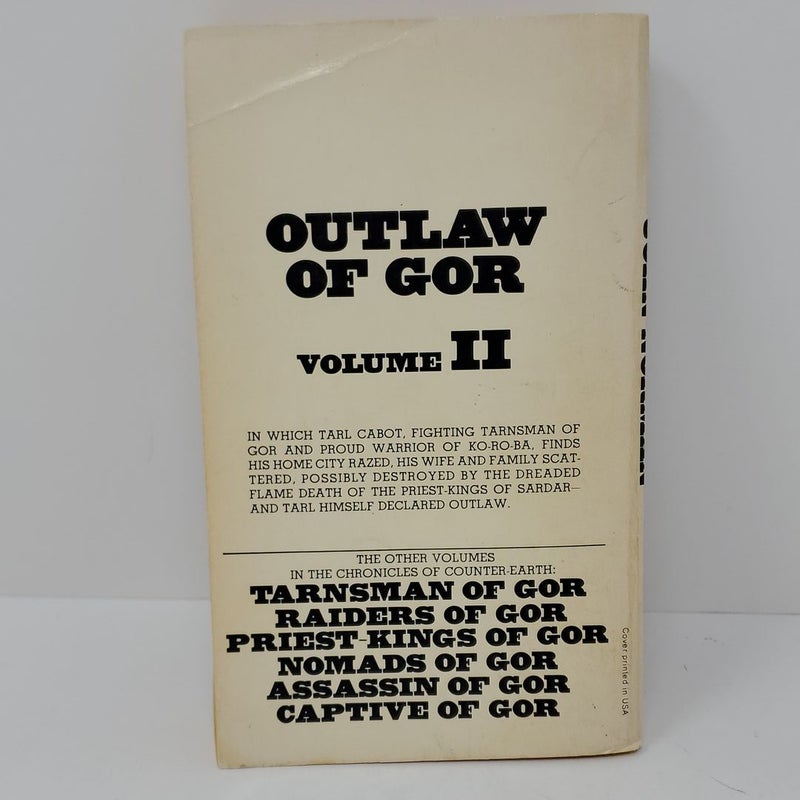 OUTLAW
OF GOR
VOLUME II
IN WHICH TARL CABOT, FIGHTING TARNSMAN OF
GOR AND PROUD WARRIOR OF KO-RO-BA, FINDS
HIS HOME CITY RAZED, HIS WIFE AND FAMILY SCAT-
TERED, POSSIBLY DESTROYED BY THE DREADED
FLAME DEATH OF THE PRIEST-KINGS OF SARDAR—
AND TARL HIMSELF DECLARED OUTLAW.
THE OTHER VOLUMES
IN THE CHRONICLES OF COUNTER-EARTH:
TARNSMAN OF GOR
RAIDERS OF GOR
PRIEST-KINGS OF GOR
NOMADS OF GOR
ASSASSIN OF GOR
CAPTIVE OF GOR
Cover printed in USA